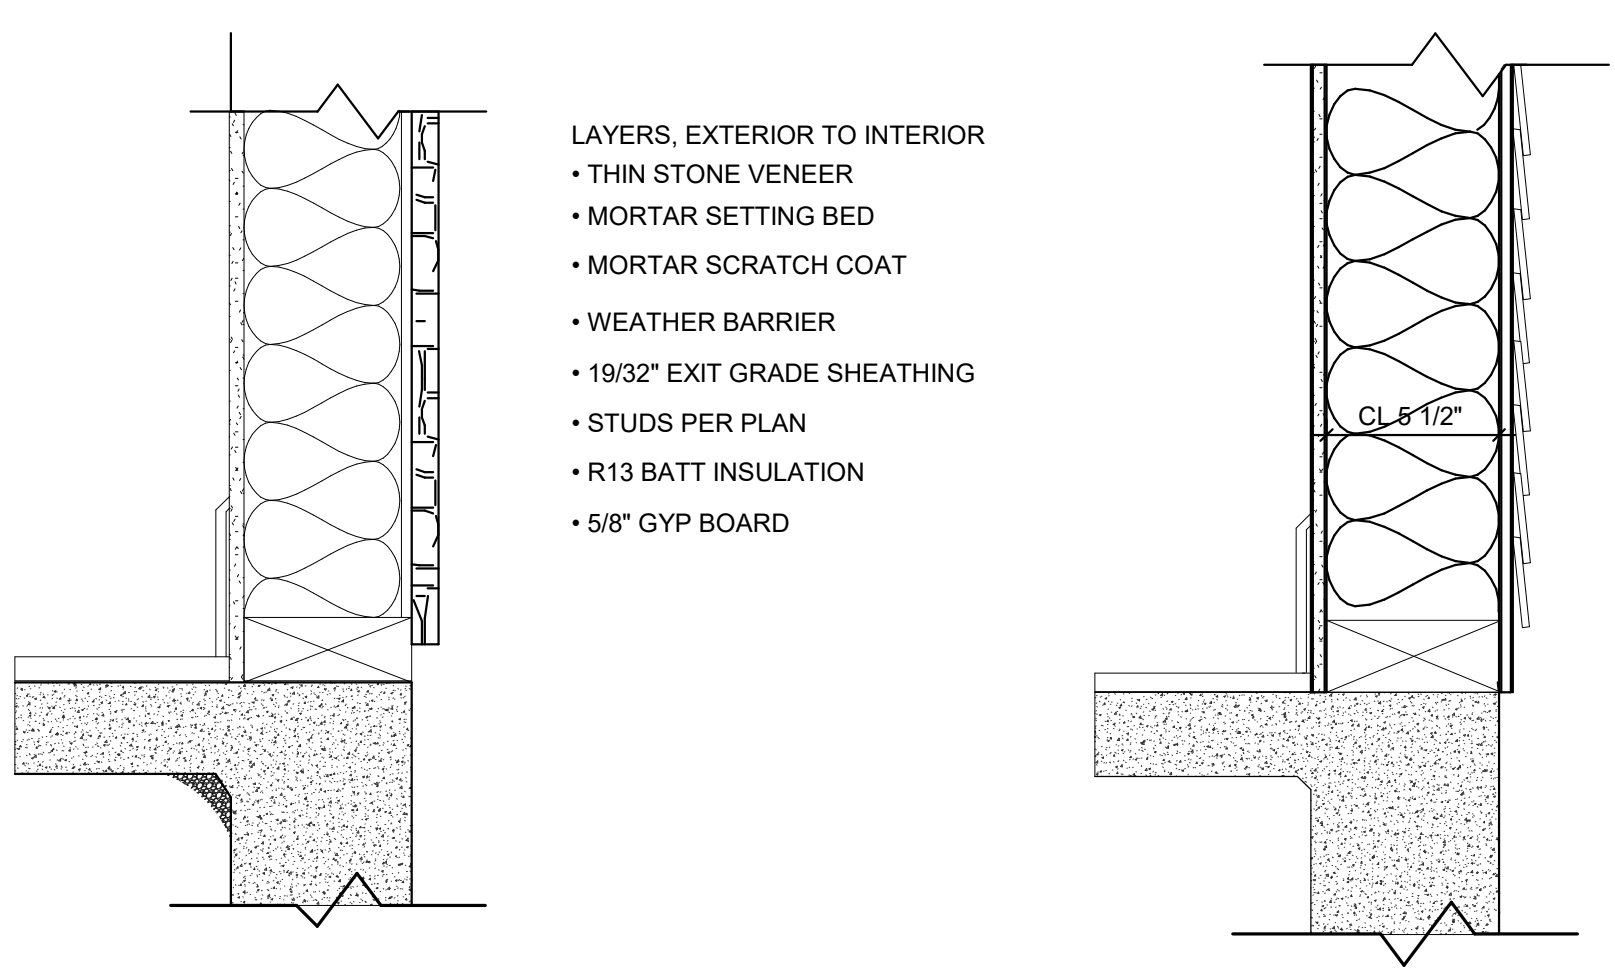 LAYERS, EXTERIOR TO INTERIOR
• THIN STONE VENEER
• MORTAR SETTING BED
• MORTAR SCRATCH COAT
• WEATHER BARRIER
• 19/32" EXIT GRADE SHEATHING
• STUDS PER PLAN
• R13 BATT INSULATION
• 5/8" GYP BOARD
CL 5 1/2"